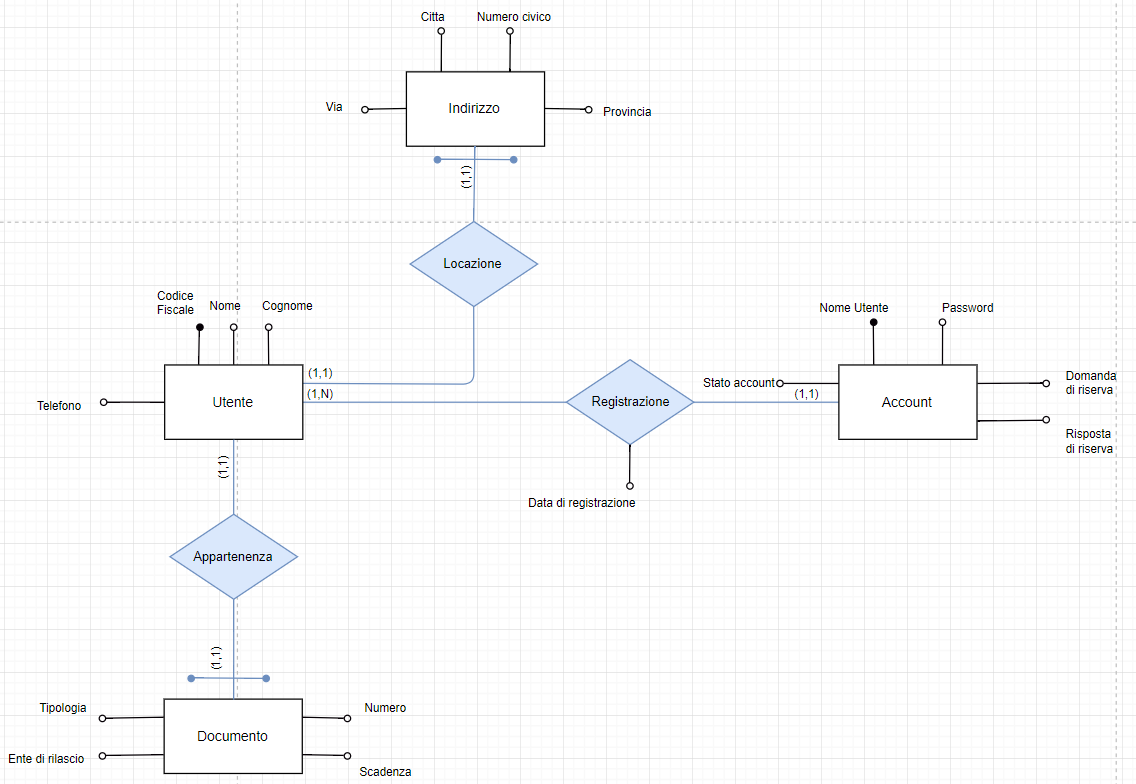 Citta
Numero civico
Via
Indirizzo
Provincia
(1,1)
Locazione
Codice
Fiscale
Nome
Cognome
Nome Utente
Password
(1,1)
Stato account
Domanda
di riserva
(1,N)
(1,1)
Telefono
Utente
Registrazione
Account
Risposta
di riserva
(1,1)
Data di registrazione
Appartenenza
(1,1)
Tipologia
Numero
Documento
Ente di rilascio
Scadenza